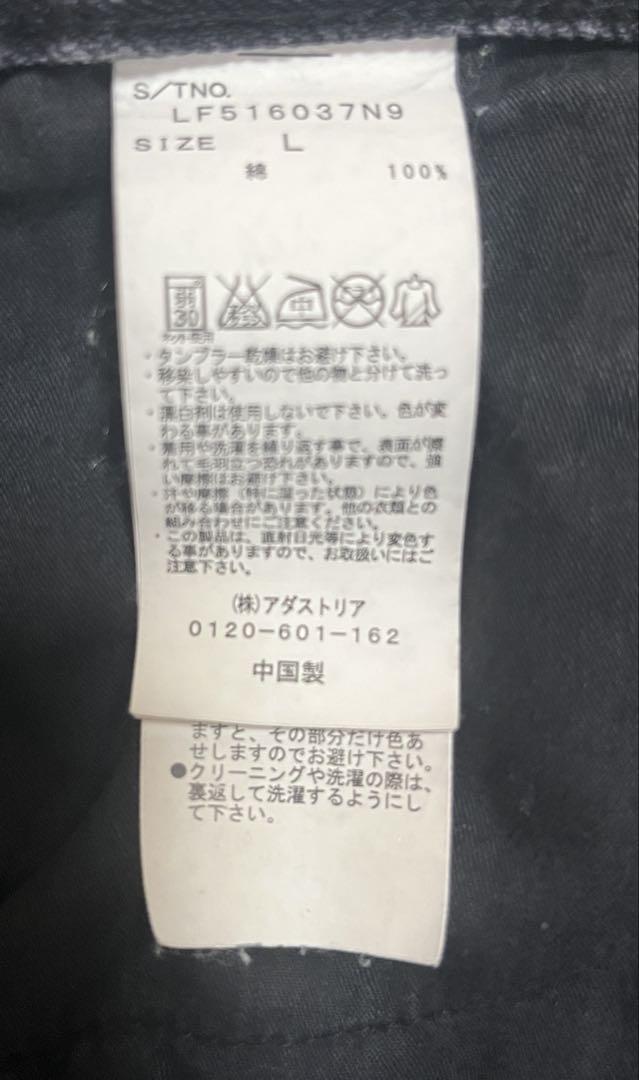 S/TNO.
LF516037N9
SIZE L
綿 100%
弱
30
中
ネット使用
・タンブラー乾燥はお避け下さい。
・移染しやすいので他の物と分けて洗っ
て下さい。
・漂白剤は使用しないで下さい。色が変
わる事があります。
・着用や洗濯を繰り返す事で、表面が擦
れて毛羽立つ恐れがありますので、強
い摩擦はお避け下さい。
・汗や摩擦（特に湿った状態）により色
が移る場合があります。他の衣類との
組み合わせにご注意ください。
・この製品は、直射日光等により変色す
る事がありますので、お取扱いにはご
注意下さい。
(株)アダストリア
0120-601-162
中国製
ますと、その部分だけ色あ
せしますのでお避け下さい。
●クリーニングや洗濯の際は、
裏返して洗濯するようにし
て下さい。